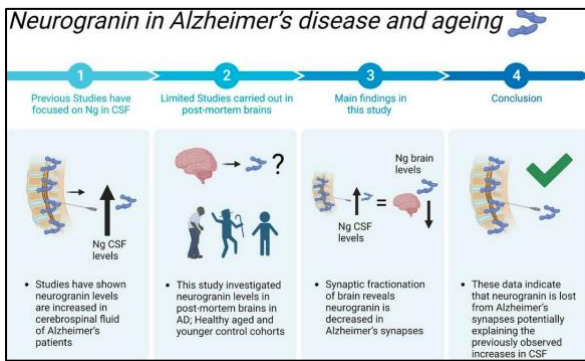 Neurogranin in Alzheimer's disease and ageing
1
Previous Studies have
focused on Ng in CSF
Ng CSF
levels
• Studies have shown
neurogranin levels
are increased in
cerebrospinal fluid
of Alzheimer's
patients
2
Limited Studies carried out in
post-mortem brains
?
• This study investigated
neurogranin levels in
post-mortem brains in
AD; Healthy aged and
younger control cohorts
3
Main findings in
this study
Ng brain
levels
=
Ng CSF
levels
• Synaptic fractionation
of brain reveals
neurogranin is
decreased in
Alzheimer's synapses
4
Conclusion
• These data indicate
that neurogranin is lost
from Alzheimer's
synapses potentially
explaining the
previously observed
increases in CSF